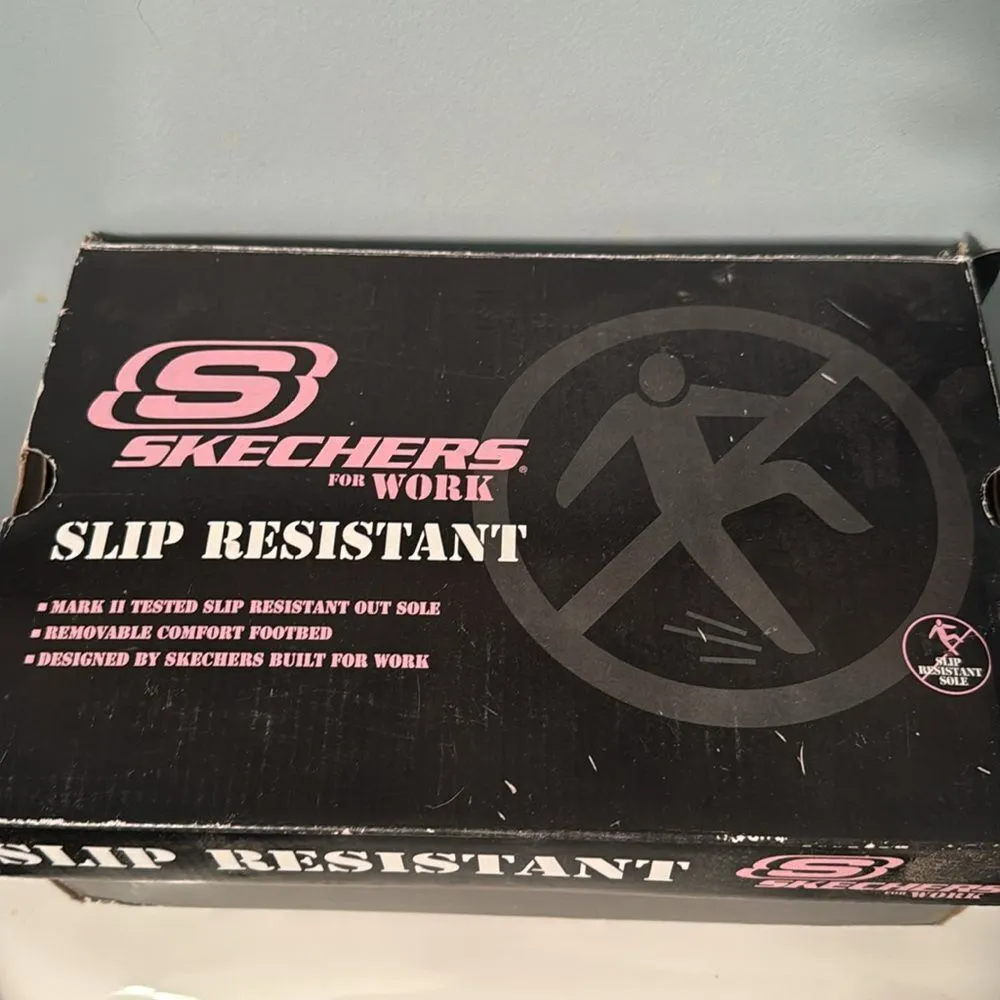 S
SKECHERS®
FOR WORK
SLIP RESISTANT
▪ MARK II TESTED SLIP RESISTANT OUT SOLE
▪ REMOVABLE COMFORT FOOTBED
▪ DESIGNED BY SKECHERS BUILT FOR WORK
SLIP
RESISTANT
SOLE
SLIP RESISTANT
S
SKECHERS
FOR WORK